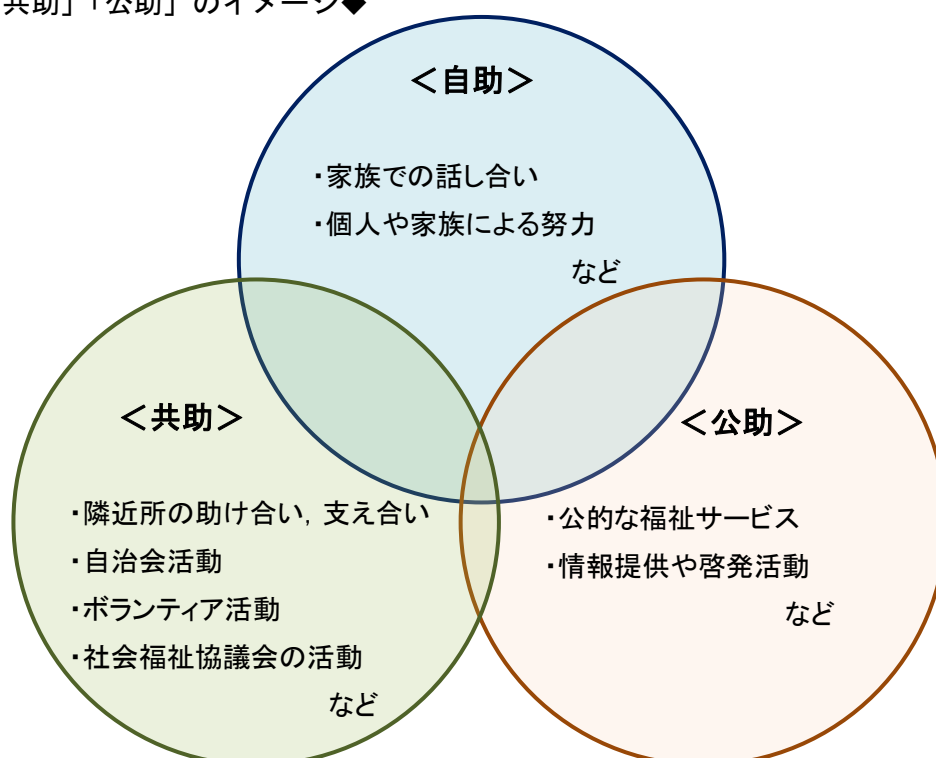 共助」「公助」のイメージ◆
＜自助＞
・家族での話し合い
・個人や家族による努力
など
＜共助＞
・隣近所の助け合い，支え合い
・自治会活動
・ボランティア活動
・社会福祉協議会の活動
など
＜公助＞
・公的な福祉サービス
・情報提供や啓発活動
など